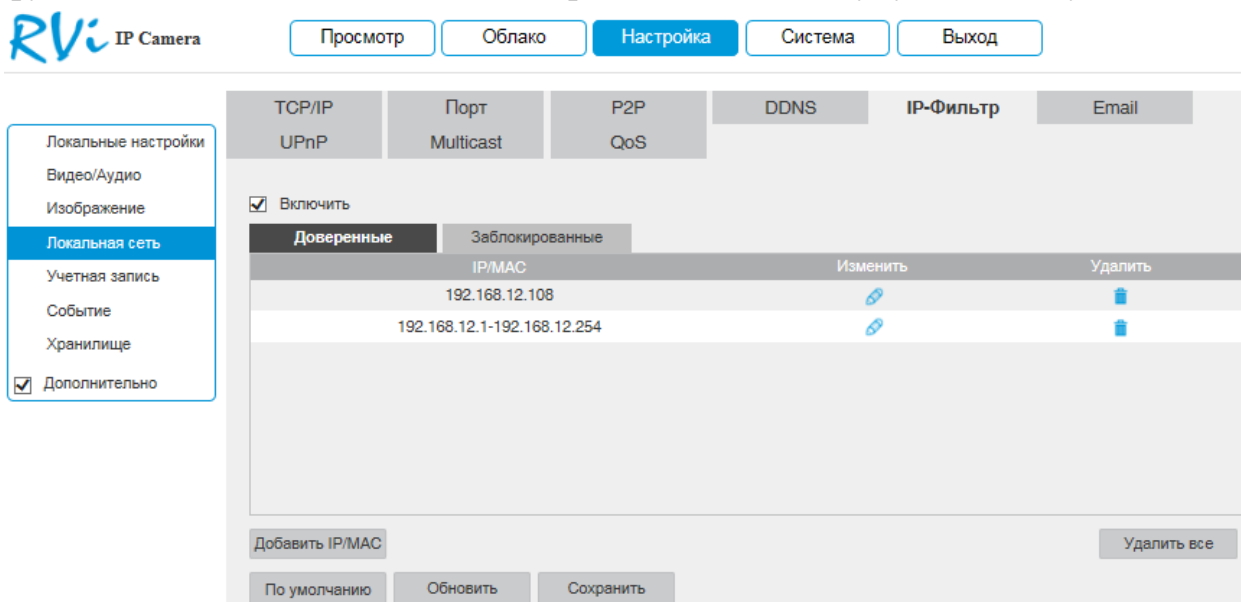 RVi IP Camera
Просмотр Облако Настройка Система Выход
TCP/IP Порт P2P DDNS IP-Фильтр Email
UPnP Multicast QoS
Локальные настройки
Видео/Аудио
Изображение
Локальная сеть
Учетная запись
Событие
Хранилище
Дополнительно
Включить
Доверенные Заблокированные
IP/MAC Изменить Удалить
192.168.12.108
192.168.12.1-192.168.12.254
Добавить IP/MAC Удалить все
По умолчанию Обновить Сохранить